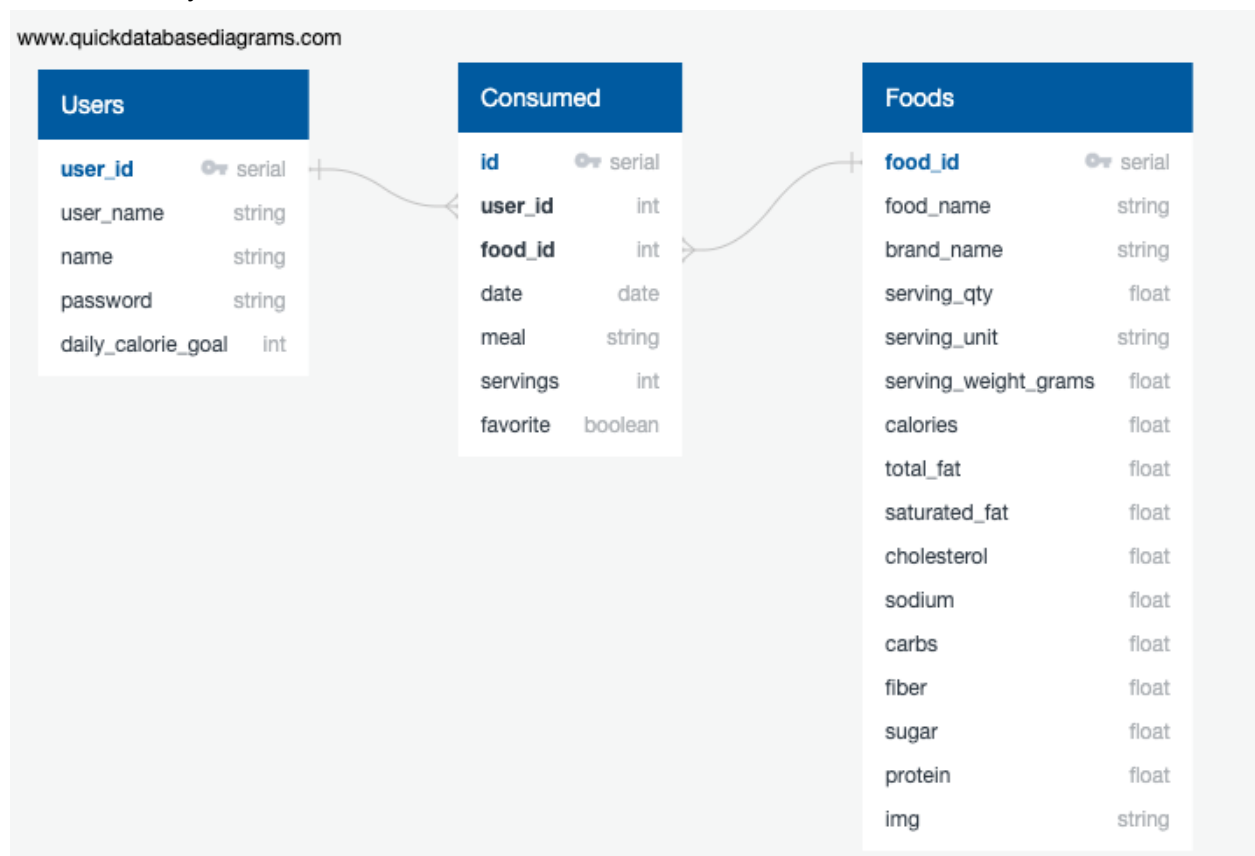 www.quickdatabasediagrams.com
Users
user_id serial
user_name string
name string
password string
daily_calorie_goal int
Consumed
id serial
user_id int
food_id int
date date
meal string
servings int
favorite boolean
Foods
food_id serial
food_name string
brand_name string
serving_qty float
serving_unit string
serving_weight_grams float
calories float
total_fat float
saturated_fat float
cholesterol float
sodium float
carbs float
fiber float
sugar float
protein float
img string